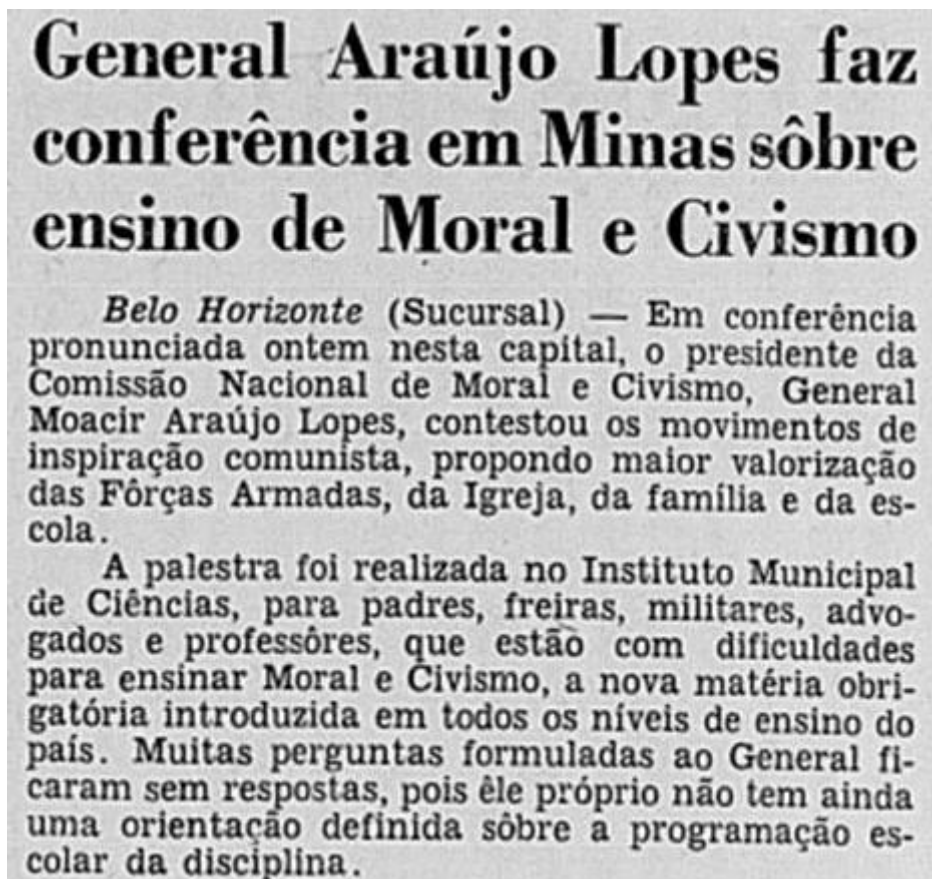 General Araújo Lopes faz
conferência em Minas sôbre
ensino de Moral e Civismo
Belo Horizonte (Sucursal) — Em conferência
pronunciada ontem nesta capital, o presidente da
Comissão Nacional de Moral e Civismo, General
Moacir Araújo Lopes, contestou os movimentos de
inspiração comunista, propondo maior valorização
das Fôrças Armadas, da Igreja, da família e da es-
cola.
A palestra foi realizada no Instituto Municipal
de Ciências, para padres, freiras, militares, advo-
gados e professôres, que estão com dificuldades
para ensinar Moral e Civismo, a nova matéria obri-
gatória introduzida em todos os níveis de ensino do
país. Muitas perguntas formuladas ao General fi-
caram sem respostas, pois êle próprio não tem ainda
uma orientação definida sôbre a programação es-
colar da disciplina.